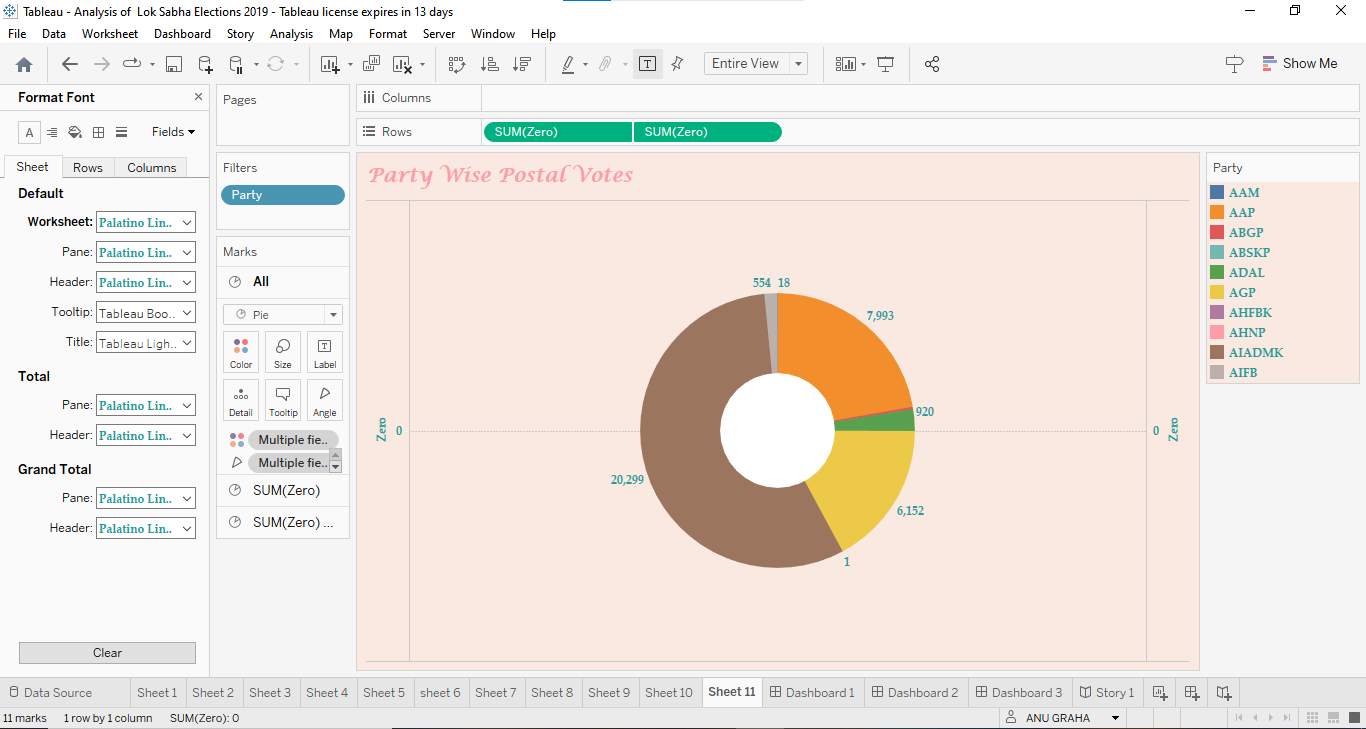 Tableau - Analysis of Lok Sabha Elections 2019 - Tableau license expires in 13 days
File Data Worksheet Dashboard Story Analysis Map Format Server Window Help
Entire View
Show Me
Format Font
A
Fields
Sheet Rows Columns
Default
Worksheet: Palatino Lin..
Pane: Palatino Lin..
Header: Palatino Lin..
Tooltip: Tableau Boo..
Title: Tableau Ligh..
Total
Pane: Palatino Lin..
Header: Palatino Lin..
Grand Total
Pane: Palatino Lin..
Header: Palatino Lin..
Clear
Pages
Filters
Party
Marks
All
Pie
Color Size Label
Detail Tooltip Angle
Multiple fie..
Multiple fie..
SUM(Zero)
SUM(Zero) ...
Columns
Rows SUM(Zero) SUM(Zero)
Party Wise Postal Votes
554 18
7,993
920
Zero 0
0 Zero
20,299
6,152
1
Party
AAM
AAP
ABGP
ABSKP
ADAL
AGP
AHFBK
AHNP
AIADMK
AIFB
Data Source Sheet 1 Sheet 2 Sheet 3 Sheet 4 Sheet 5 sheet 6 Sheet 7 Sheet 8 Sheet 9 Sheet 10 Sheet 11 Dashboard 1 Dashboard 2 Dashboard 3 Story 1
11 marks 1 row by 1 column SUM(Zero): 0 ANU GRAHA